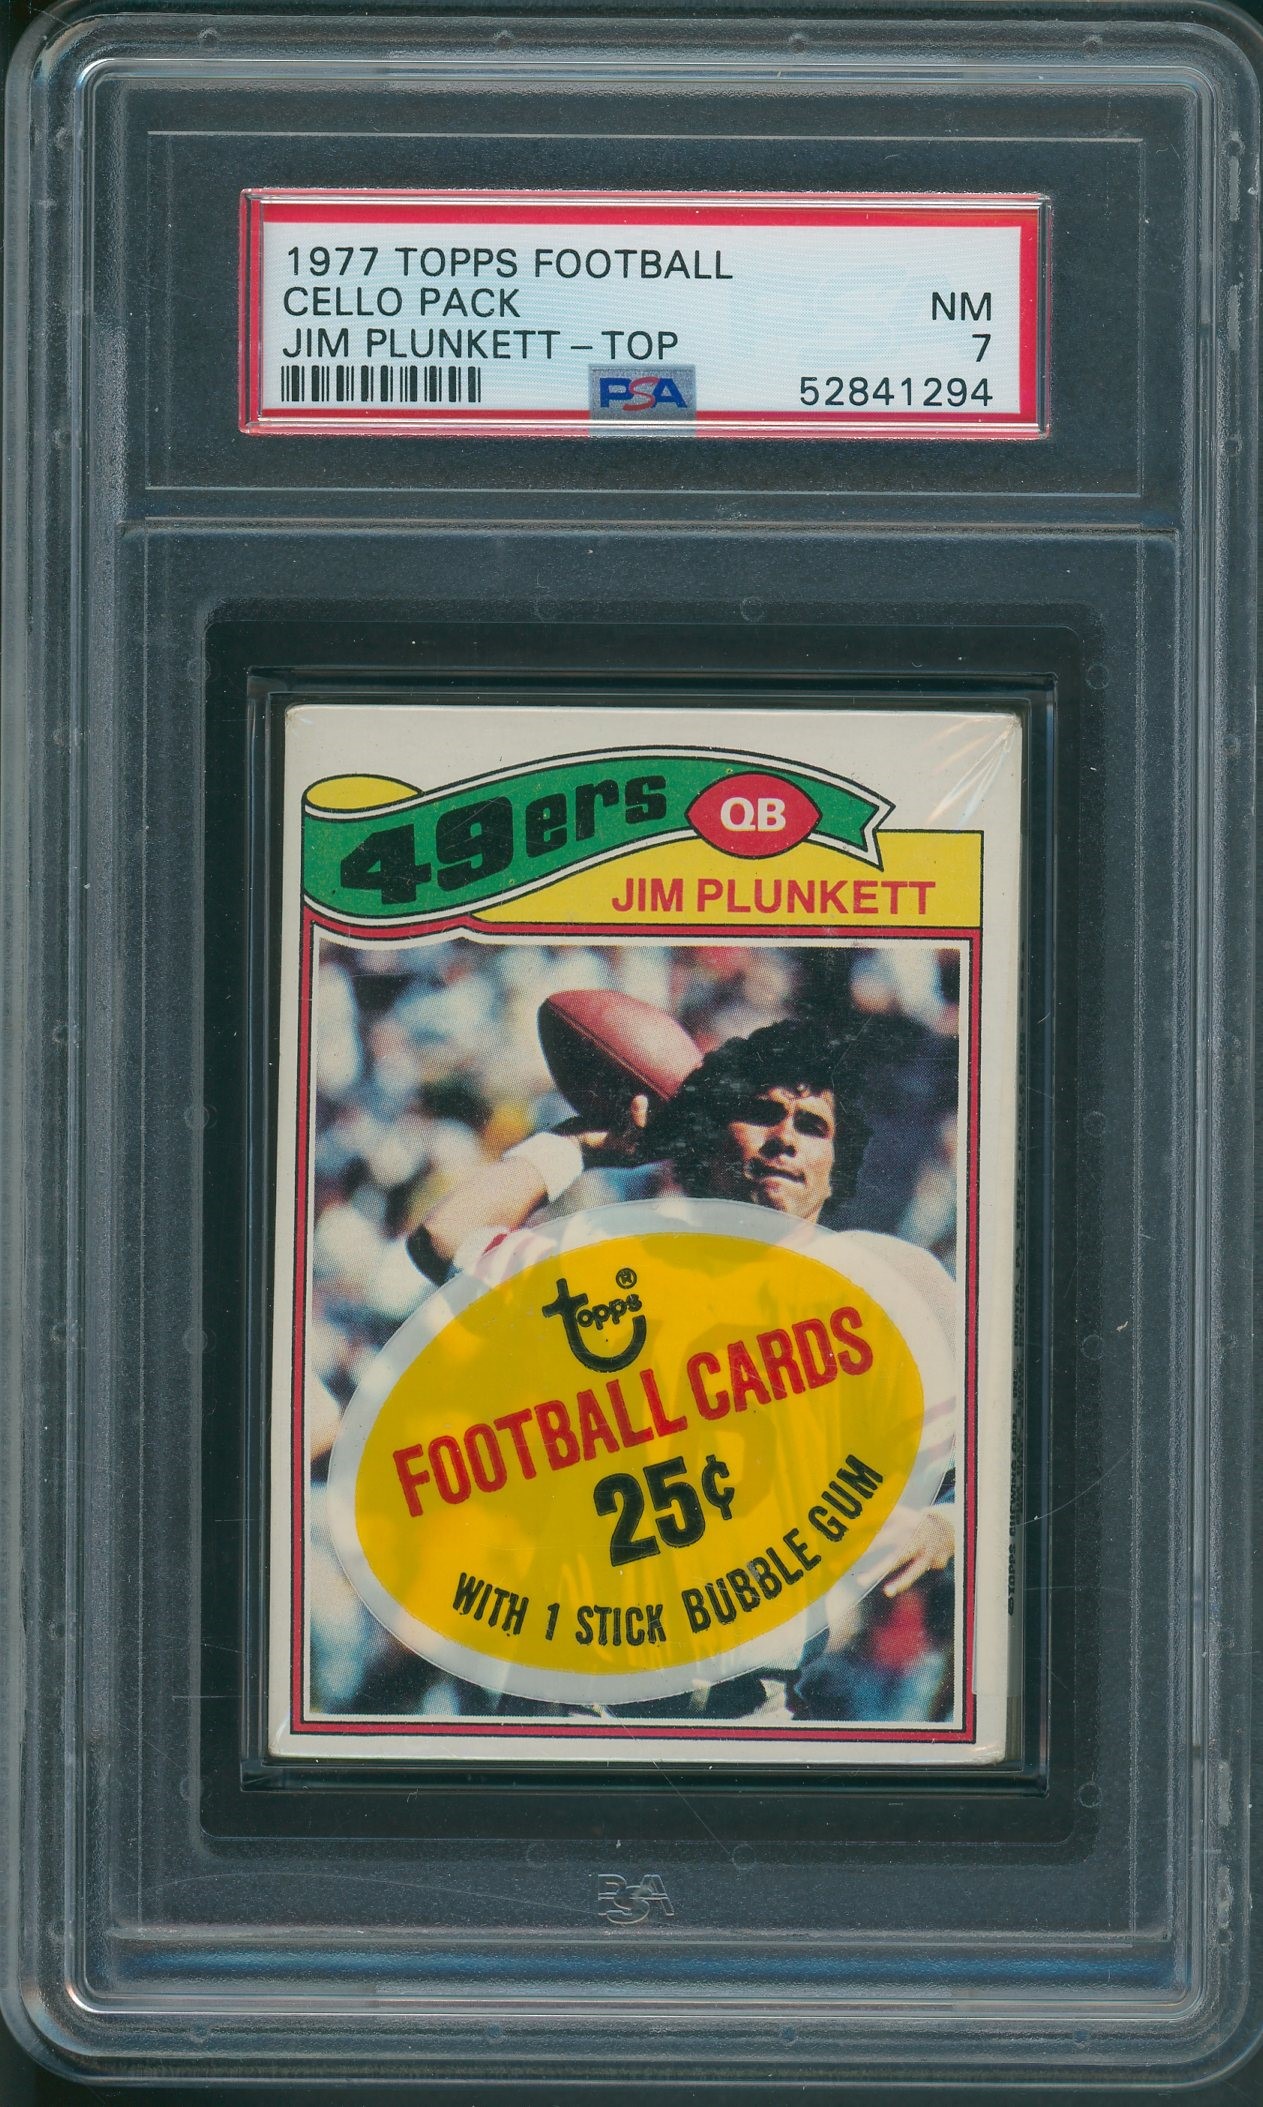 1977 TOPPS FOOTBALL
CELLO PACK
NM
JIM PLUNKETT – TOP
7
PSA
52841294
49ers
QB
JIM PLUNKETT
topps®
FOOTBALL CARDS
25¢
WITH 1 STICK BUBBLE GUM
©TOPPS
PSA